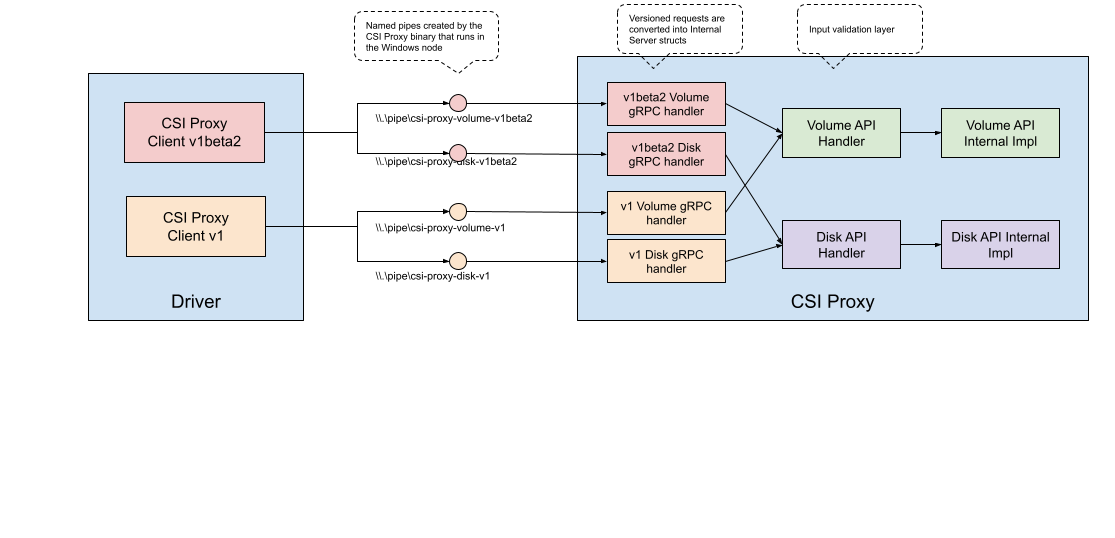 Named pipes created by the
CSI Proxy binary that runs in
the Windows node
Versioned requests are
converted into Internal
Server structs
Input validation layer
CSI Proxy
Client v1beta2
CSI Proxy
Client v1
Driver
\\.\pipe\csi-proxy-volume-v1beta2
\\.\pipe\csi-proxy-disk-v1beta2
\\.\pipe\csi-proxy-volume-v1
\\.\pipe\csi-proxy-disk-v1
v1beta2 Volume
gRPC handler
v1beta2 Disk
gRPC handler
v1 Volume gRPC
handler
v1 Disk gRPC
handler
Volume API
Handler
Volume API
Internal Impl
Disk API
Handler
Disk API Internal
Impl
CSI Proxy